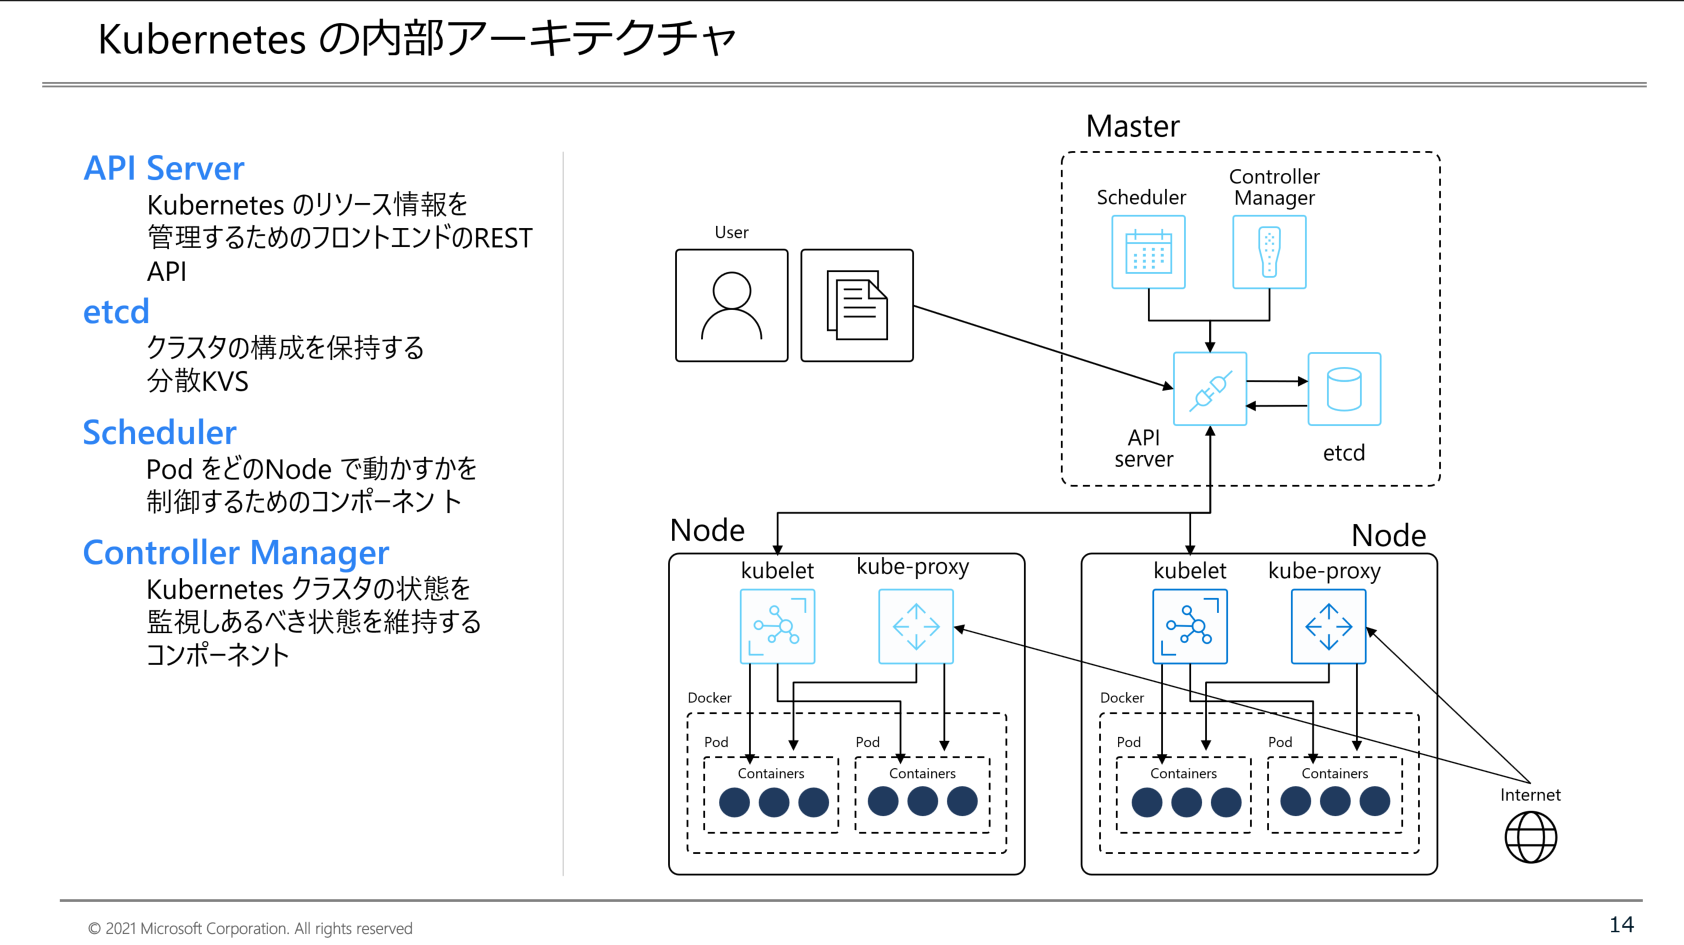 Kubernetes の内部アーキテクチャ
API Server
Kubernetes のリソース情報を
管理するためのフロントエンドのREST
API
etcd
クラスタの構成を保持する
分散KVS
Scheduler
Pod をどのNode で動かすかを
制御するためのコンポーネント
Controller Manager
Kubernetes クラスタの状態を
監視しあるべき状態を維持する
コンポーネント
Master
Scheduler
Controller
Manager
User
API
server
etcd
Node
kubelet
kube-proxy
Docker
Pod
Containers
Pod
Containers
Node
kubelet
kube-proxy
Docker
Pod
Containers
Pod
Containers
Internet
© 2021 Microsoft Corporation. All rights reserved
14